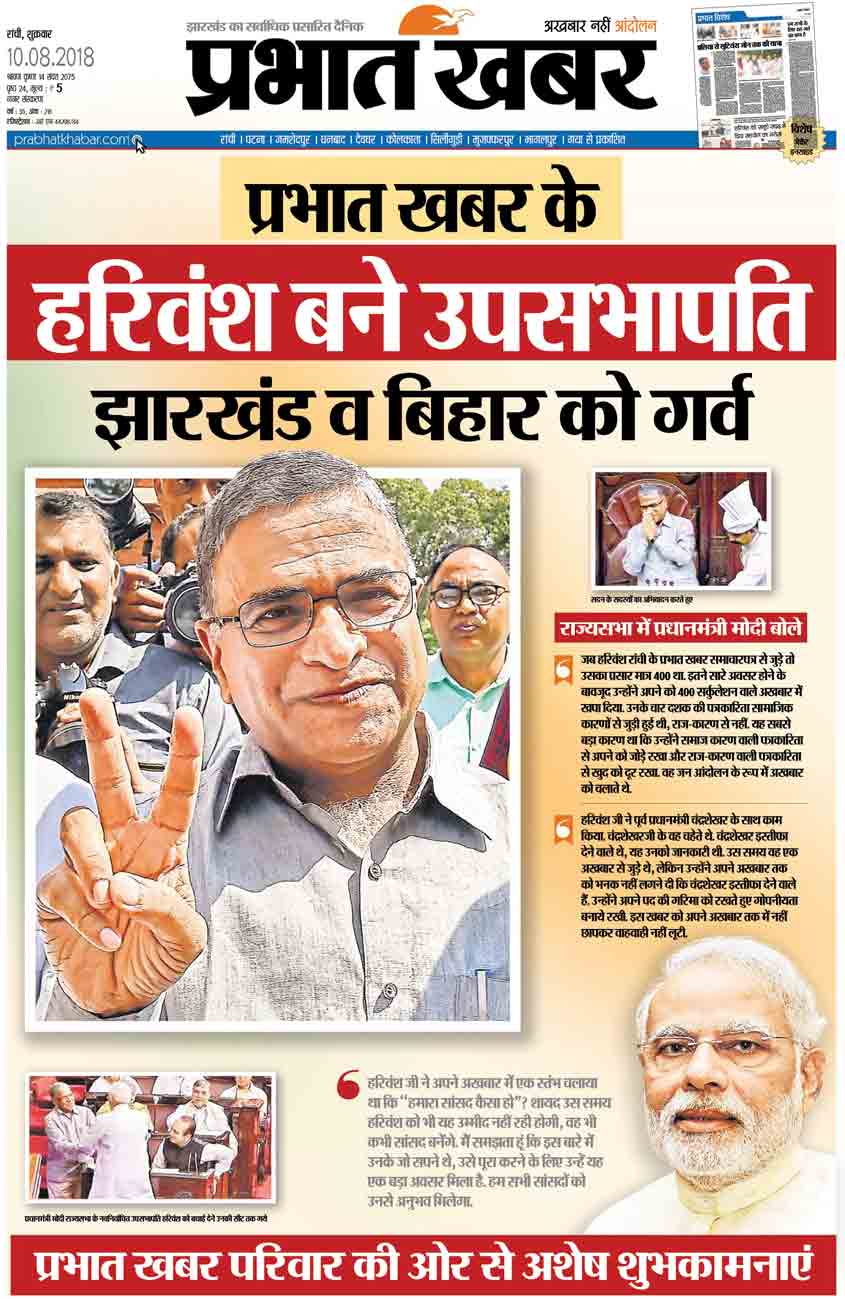 झारखंड का सर्वाधिक प्रसारित दैनिक
अखबार नहीं आंदोलन
रांची, शुक्रवार
10.08.2018
श्रावण कृष्ण 14 संवत 2075
पृष्ठ 24, मूल्य : ₹ 5
नगर संस्करण
प्रभात खबर
prabhatkhabar.com
रांची । पटना । जमशेदपुर । धनबाद । देवघर । कोलकाता । सिलीगुड़ी । मुजफ्फरपुर । भागलपुर । गया से प्रकाशित
प्रभात विशेष
बलिया से लुटियंस जोन तक की यात्रा
विशेष
जैकेट
इनसाइड
प्रभात खबर के
हरिवंश बने उपसभापति
झारखंड व बिहार को गर्व
सदन के सदस्यों का अभिवादन करते हुए
राज्यसभा में प्रधानमंत्री मोदी बोले
जब हरिवंश रांची के प्रभात खबर समाचारपत्र से जुड़े तो
उसका प्रसार मात्र 400 था. इतने सारे अवसर होने के
बावजूद उन्होंने अपने को 400 सर्कुलेशन वाले अखबार में
खपा दिया. उनके चार दशक की पत्रकारिता सामाजिक
कारणों से जुड़ी हुई थी, राज-कारण से नहीं. यह सबसे
बड़ा कारण था कि उन्होंने समाज कारण वाली पत्रकारिता
से अपने को जोड़े रखा और राज-कारण वाली पत्रकारिता
से खुद को दूर रखा. वह जन आंदोलन के रूप में अखबार
को चलाते थे.
हरिवंश जी ने पूर्व प्रधानमंत्री चंद्रशेखर के साथ काम
किया. चंद्रशेखरजी के वह चहेते थे. चंद्रशेखर इस्तीफा
देने वाले थे, यह उनको जानकारी थी. उस समय वह एक
अखबार से जुड़े थे, लेकिन उन्होंने अपने अखबार तक
को भनक नहीं लगने दी कि चंद्रशेखर इस्तीफा देने वाले
हैं. उन्होंने अपने पद की गरिमा को रखते हुए गोपनीयता
बनाये रखी. इस खबर को अपने अखबार तक में नहीं
छापकर वाहवाही नहीं लूटी.
हरिवंश जी ने अपने अखबार में एक स्तंभ चलाया
था कि “हमारा सांसद कैसा हो”? शायद उस समय
हरिवंश को भी यह उम्मीद नहीं रही होगी, वह भी
कभी सांसद बनेंगे. मैं समझता हूं कि इस बारे में
उनके जो सपने थे, उसे पूरा करने के लिए उन्हें यह
एक बड़ा अवसर मिला है. हम सभी सांसदों को
उनसे अनुभव मिलेगा.
प्रधानमंत्री मोदी राज्यसभा के नवनिर्वाचित उपसभापति हरिवंश को बधाई देने उनकी सीट तक गये
प्रभात खबर परिवार की ओर से अशेष शुभकामनाएं